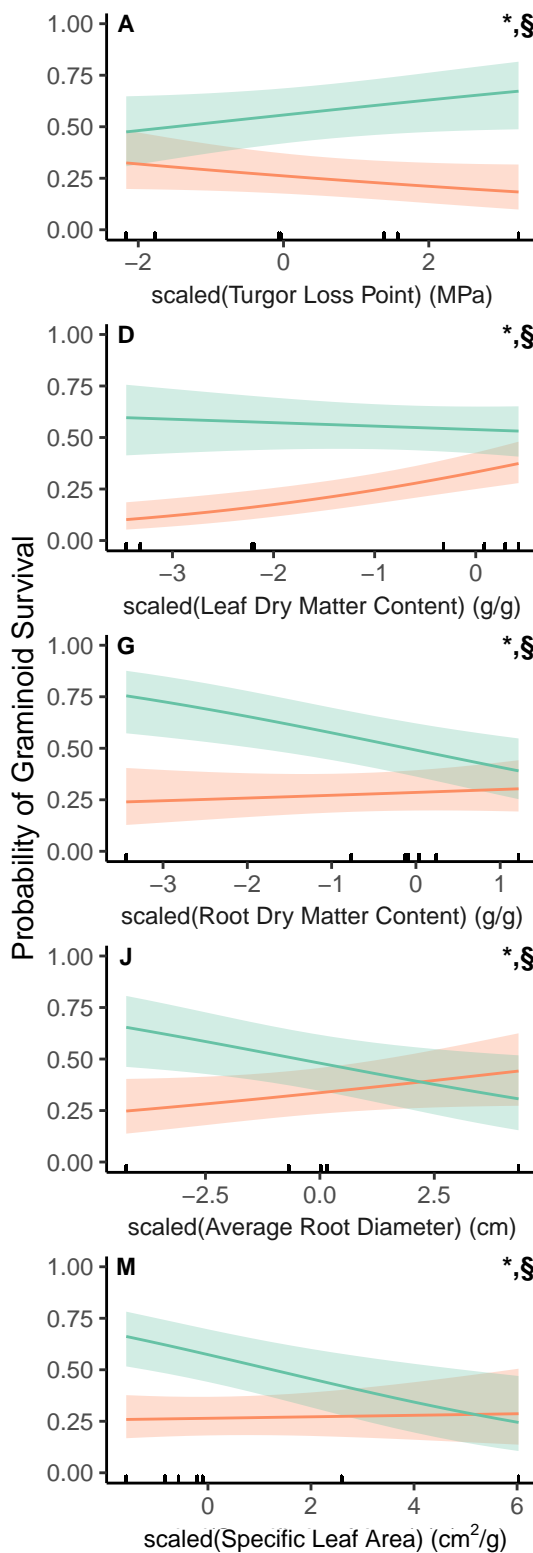 Probability of Graminoid Survival
A *,§
1.00
0.75
0.50
0.25
0.00
−2 0 2
scaled(Turgor Loss Point) (MPa)
D *,§
1.00
0.75
0.50
0.25
0.00
−3 −2 −1 0
scaled(Leaf Dry Matter Content) (g/g)
G *,§
1.00
0.75
0.50
0.25
0.00
−3 −2 −1 0 1
scaled(Root Dry Matter Content) (g/g)
J *,§
1.00
0.75
0.50
0.25
0.00
−2.5 0.0 2.5
scaled(Average Root Diameter) (cm)
M *,§
1.00
0.75
0.50
0.25
0.00
0 2 4 6
scaled(Specific Leaf Area) (cm²/g)